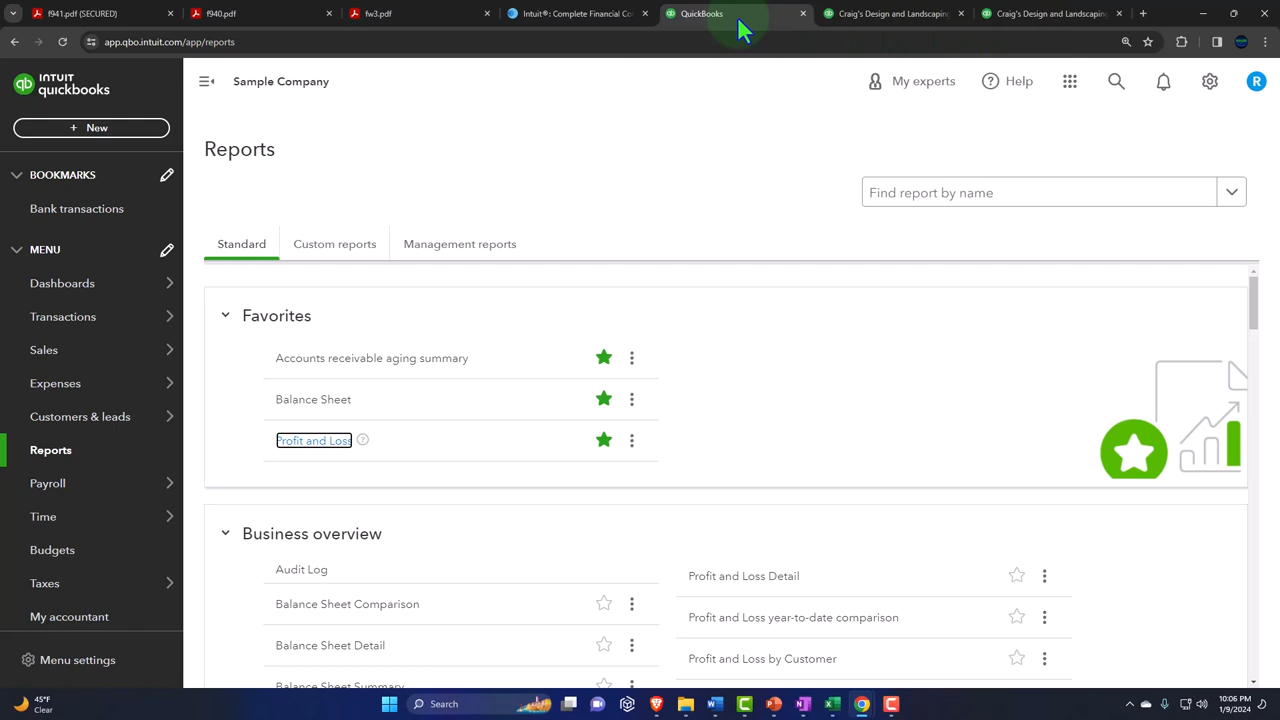 f941.pdf (SECURED)
f940.pdf
fw3.pdf
Intuit®: Complete Financial Co
QuickBooks
Craig's Design and Landscaping
Craig's Design and Landscaping
app.qbo.intuit.com/app/reports
INTUIT
quickbooks
Sample Company
My experts
Help
R
+ New
BOOKMARKS
Bank transactions
MENU
Dashboards
Transactions
Sales
Expenses
Customers & leads
Reports
Payroll
Time
Budgets
Taxes
My accountant
Menu settings
Reports
Find report by name
Standard
Custom reports
Management reports
Favorites
Accounts receivable aging summary
Balance Sheet
Profit and Loss
Business overview
Audit Log
Balance Sheet Comparison
Balance Sheet Detail
Balance Sheet Summary
Profit and Loss Detail
Profit and Loss year-to-date comparison
Profit and Loss by Customer
45°F
Clear
Search
10:06 PM
1/9/2024